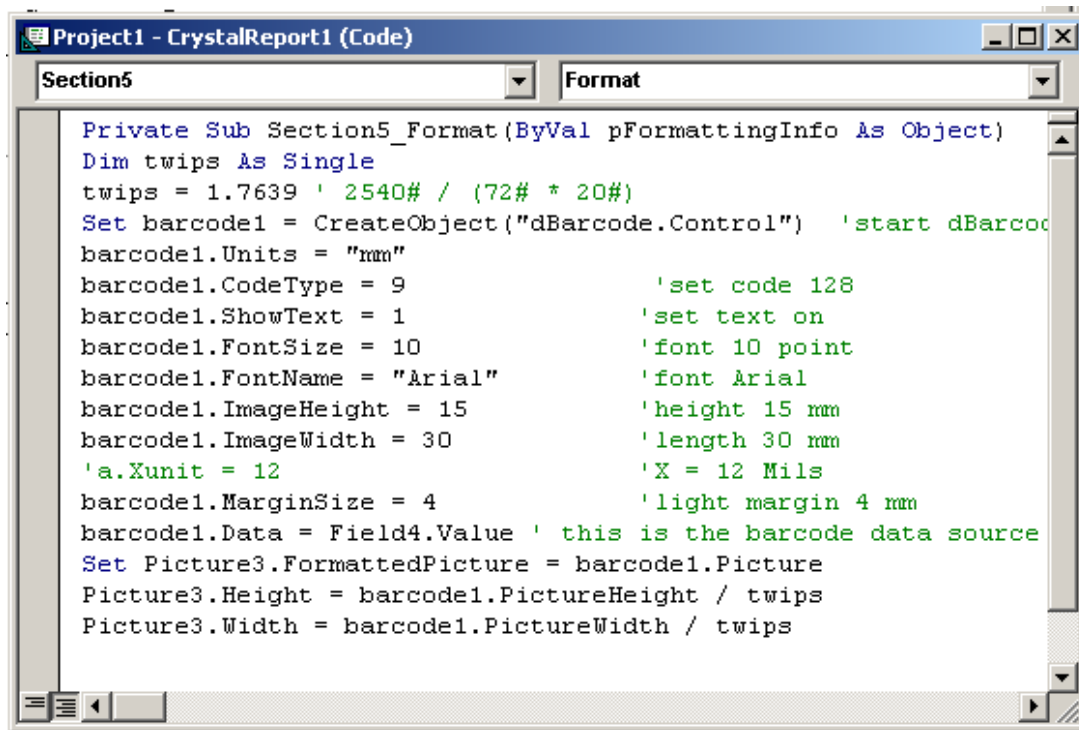 Project1 - CrystalReport1 (Code)
Section5 Format
Private Sub Section5_Format(ByVal pFormattingInfo As Object)
Dim twips As Single
twips = 1.7639 ' 2540# / (72# * 20#)
Set barcode1 = CreateObject("dBarcode.Control") 'start dBarcod
barcode1.Units = "mm"
barcode1.CodeType = 9 'set code 128
barcode1.ShowText = 1 'set text on
barcode1.FontSize = 10 'font 10 point
barcode1.FontName = "Arial" 'font Arial
barcode1.ImageHeight = 15 'height 15 mm
barcode1.ImageWidth = 30 'length 30 mm
'a.Xunit = 12 'X = 12 Mils
barcode1.MarginSize = 4 'light margin 4 mm
barcode1.Data = Field4.Value ' this is the barcode data source
Set Picture3.FormattedPicture = barcode1.Picture
Picture3.Height = barcode1.PictureHeight / twips
Picture3.Width = barcode1.PictureWidth / twips